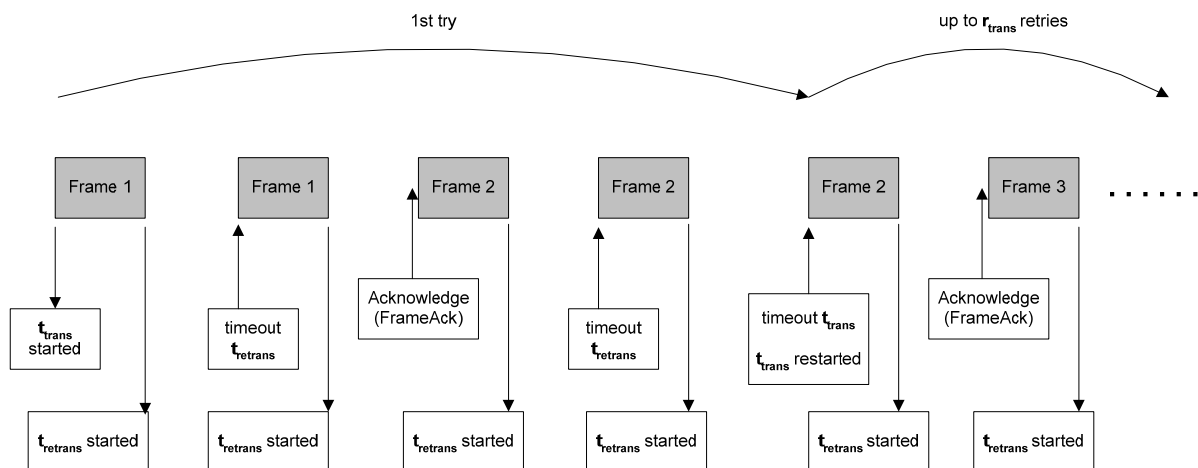 1st try
up to rtrans retries
Frame 1
Frame 1
Frame 2
Frame 2
Frame 2
Frame 3
. . . . . .
ttrans
started
timeout
tretrans
Acknowledge
(FrameAck)
timeout
tretrans
timeout ttrans
ttrans restarted
Acknowledge
(FrameAck)
tretrans started
tretrans started
tretrans started
tretrans started
tretrans started
tretrans started